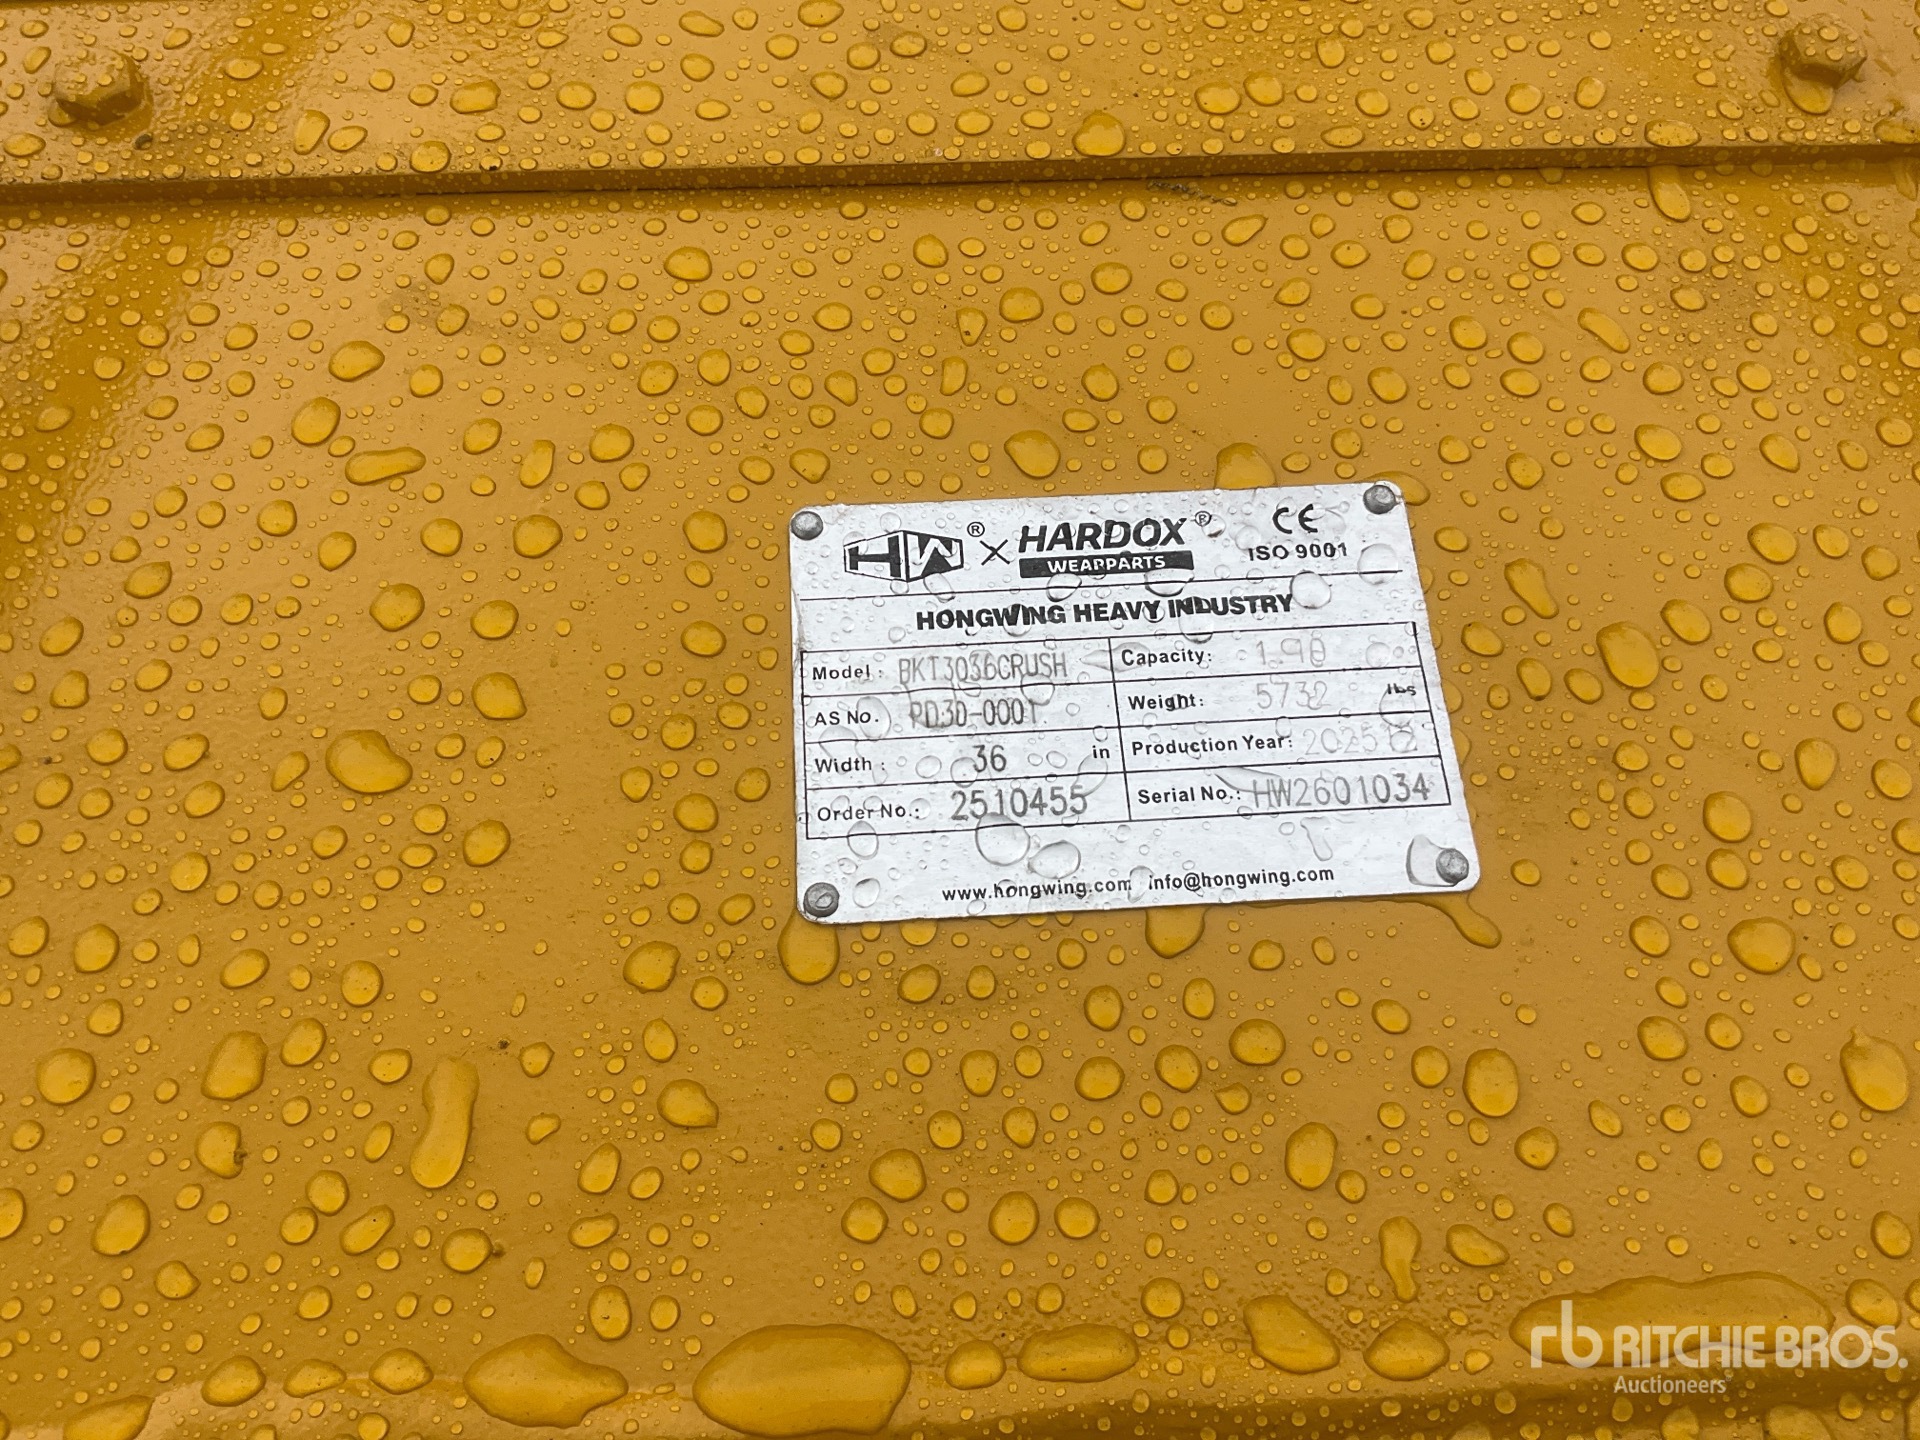 HW® × HARDOX® CE
WEARPARTS ISO 9001
HONGWING HEAVY INDUSTRY
Model: BKT3036CRUSH Capacity: 1.90
AS No. PD30-0001 Weight: 5732 lbs
Width: 36 in Production Year: 202512
Order No.: 2510455 Serial No.: HW2601034
www.hongwing.com info@hongwing.com
rb RITCHIE BROS.
Auctioneers